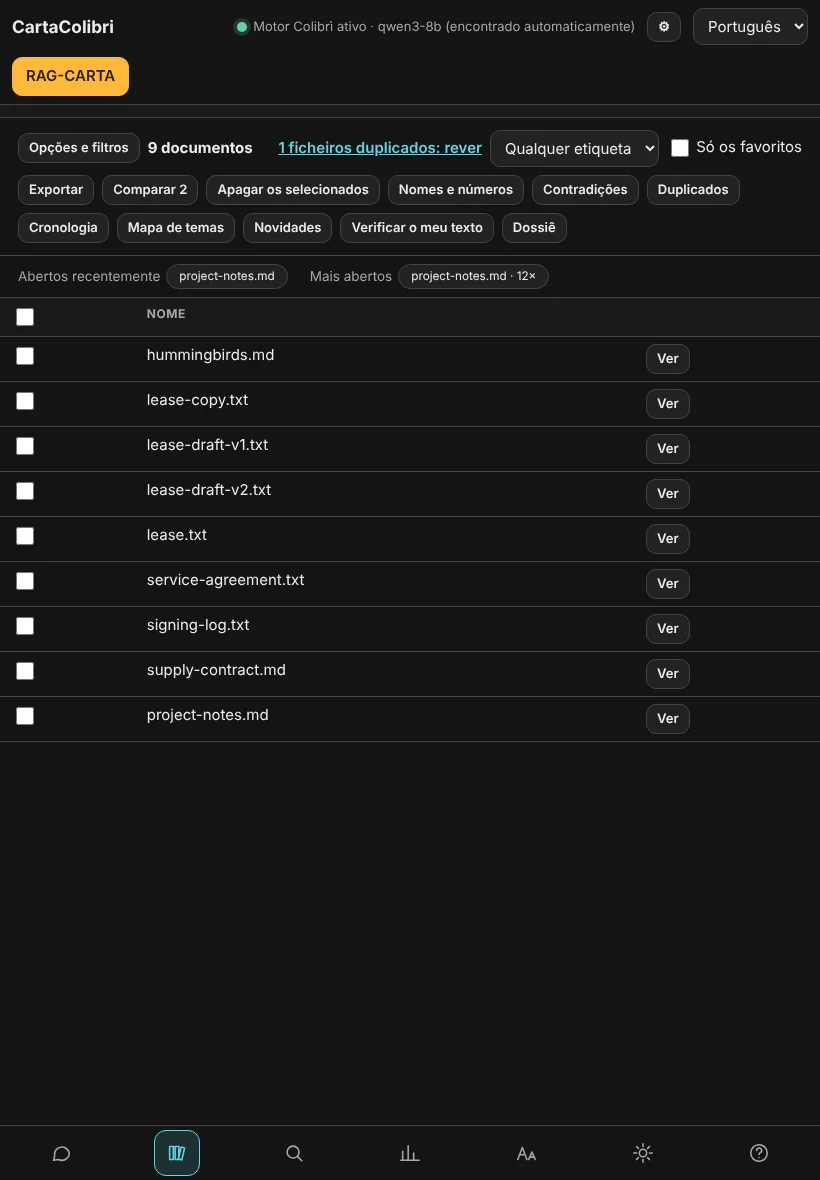 CartaColibri
Motor Colibrì ativo · qwen3-8b (encontrado automaticamente)
Português
RAG-CARTA
Opções e filtros
9 documentos
1 ficheiros duplicados: rever
Qualquer etiqueta
Só os favoritos
Exportar
Comparar 2
Apagar os selecionados
Nomes e números
Contradições
Duplicados
Cronologia
Mapa de temas
Novidades
Verificar o meu texto
Dossiê
Abertos recentemente
project-notes.md
Mais abertos
project-notes.md · 12×
NOME
hummingbirds.md Ver
lease-copy.txt Ver
lease-draft-v1.txt Ver
lease-draft-v2.txt Ver
lease.txt Ver
service-agreement.txt Ver
signing-log.txt Ver
supply-contract.md Ver
project-notes.md Ver
AA